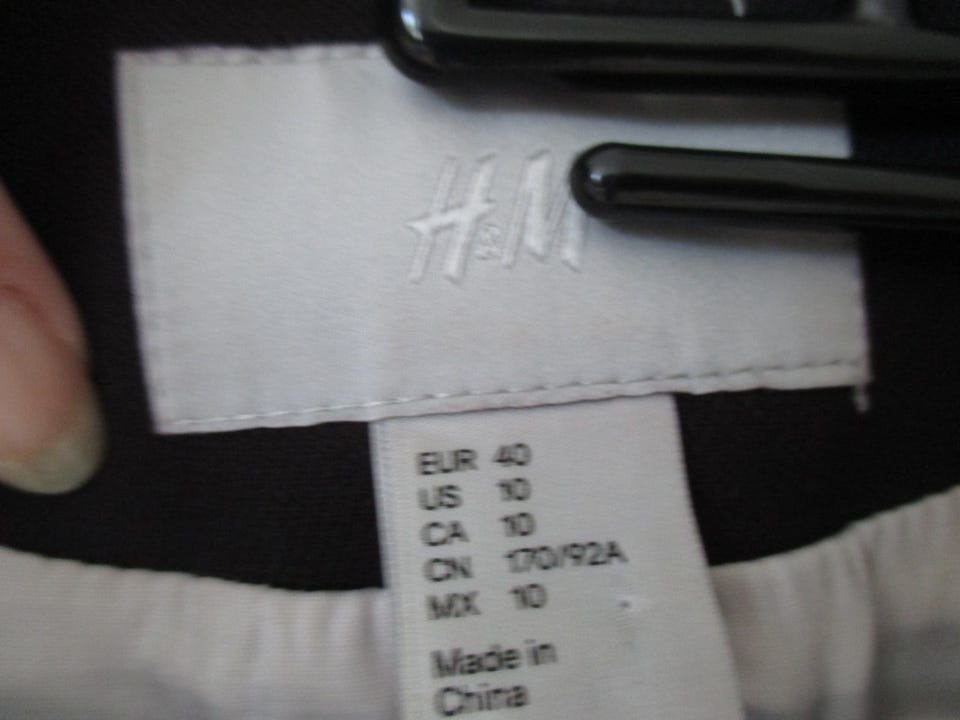 H&M
EUR 40
US 10
CA 10
CN 170/92A
MX 10
Made in
China